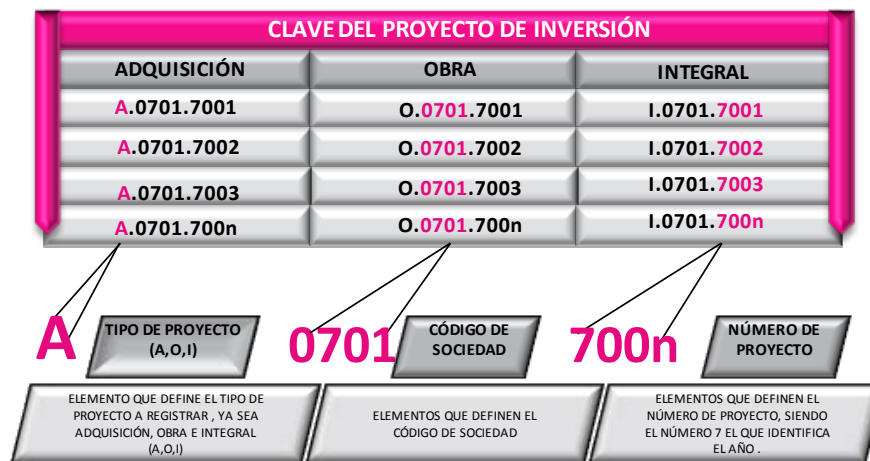 CLAVE DEL PROYECTO DE INVERSIÓN
ADQUISICIÓN OBRA INTEGRAL
A.0701.7001 O.0701.7001 I.0701.7001
A.0701.7002 O.0701.7002 I.0701.7002
A.0701.7003 O.0701.7003 I.0701.7003
A.0701.700n O.0701.700n I.0701.700n
A
TIPO DE PROYECTO
(A,O,I)
0701
CÓDIGO DE
SOCIEDAD
700n
NÚMERO DE
PROYECTO
ELEMENTO QUE DEFINE EL TIPO DE
PROYECTO A REGISTRAR , YA SEA
ADQUISICIÓN, OBRA E INTEGRAL
(A,O,I)
ELEMENTOS QUE DEFINEN EL
CÓDIGO DE SOCIEDAD
ELEMENTOS QUE DEFINEN EL
NÚMERO DE PROYECTO, SIENDO
EL NÚMERO 7 EL QUE IDENTIFICA
EL AÑO .